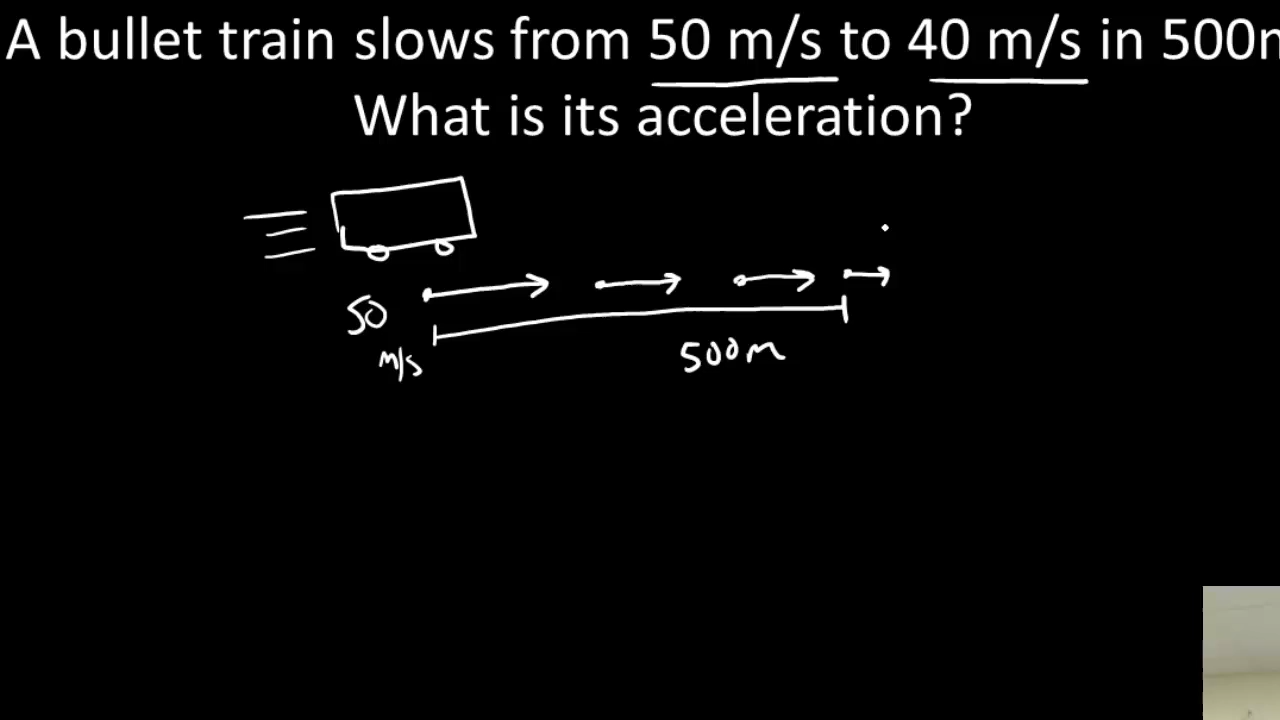 A bullet train slows from 50 m/s to 40 m/s in 500m
What is its acceleration?
50
m/s
500m